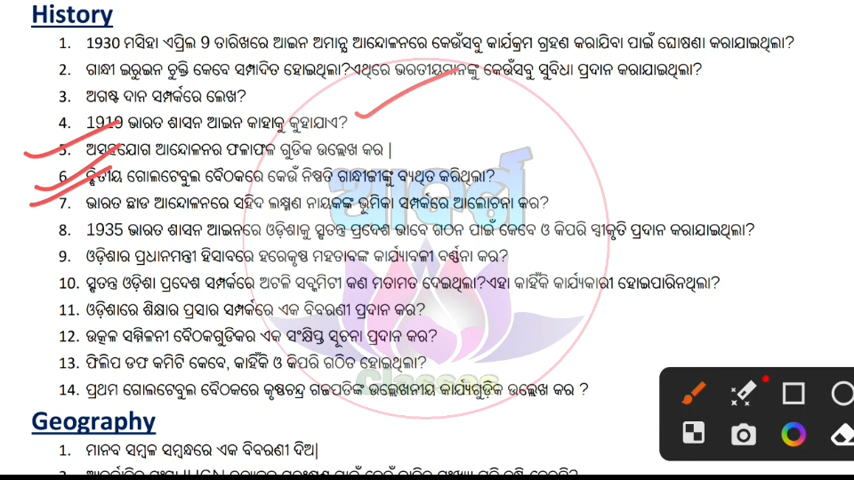 History
1. 1930 ମସିହା ଏପ୍ରିଲ 9 ତାରିଖରେ ଆଇନ ଅମାନ୍ଯ ଆନ୍ଦୋଳନରେ କେଉଁସବୁ କାର୍ଯକ୍ରମ ଗ୍ରହଣ କରାଯିବା ପାଇଁ ଘୋଷଣା କରାଯାଇଥିଲା?
2. ଗାନ୍ଧୀ ଇରୁଇନ ଚୁକ୍ତି କେବେ ସମ୍ପାଦିତ ହୋଇଥିଲା?ଏଥିରେ ଭରତୀୟମାନଙ୍କୁ କେଉଁସବୁ ସୁବିଧା ପ୍ରଦାନ କରାଯାଇଥିଲା?
3. ଅଗଷ୍ଟ ଦାନ ସମ୍ପର୍କରେ ଲେଖ?
4. 1919 ଭାରତ ଶାସନ ଆଇନ କାହାକୁ କୁହାଯାଏ?
5. ଅସହଯୋଗ ଆନ୍ଦୋଳନର ଫଳାଫଳ ଗୁଡିକ ଉଲ୍ଲେଖ କର |
6. ଦ୍ଵିତୀୟ ଗୋଲଟେବୁଲ ବୈଠକରେ କେଉଁ ନିଷ୍ପତି ଗାନ୍ଧୀଜୀଙ୍କୁ ବ୍ୟଥିତ କରିଥିଲା?
7. ଭାରତ ଛାଡ ଆନ୍ଦୋଳନରେ ସହିଦ ଲକ୍ଷ୍ମଣ ନାୟକଙ୍କ ଭୂମିକା ସମ୍ପର୍କରେ ଆଲୋଚନା କର?
8. 1935 ଭାରତ ଶାସନ ଆଇନରେ ଓଡ଼ିଶାକୁ ସ୍ବତନ୍ତ୍ର ପ୍ରଦେଶ ଭାବେ ଗଠନ ପାଇଁ କେବେ ଓ କିପରି ସ୍ବୀକୃତି ପ୍ରଦାନ କରାଯାଇଥିଲା?
9. ଓଡ଼ିଶାର ପ୍ରଧାନମନ୍ତ୍ରୀ ହିସାବରେ ହରେକୃଷ୍ଣ ମହତାବଙ୍କ କାର୍ଯ୍ୟାବଳୀ ବର୍ଣ୍ଣନା କର?
10. ସ୍ବତନ୍ତ ଓଡ଼ିଶା ପ୍ରଦେଶ ସମ୍ପର୍କରେ ଅଟଳି ସବ୍କମିଟୀ କଣ ମତାମତ ଦେଇଥିଲା?ଏହା କାହିଁକି କାର୍ଯ୍ୟକାରୀ ହୋଇପାରିନଥିଲା?
11. ଓଡ଼ିଶାରେ ଶିକ୍ଷାର ପ୍ରସାର ସମ୍ପର୍କରେ ଏକ ବିବରଣୀ ପ୍ରଦାନ କର?
12. ଉତ୍କଳ ସମ୍ମିଳନୀ ବୈଠକଗୁଡିକର ଏକ ସଂକ୍ଷିପ୍ତ ସୂଚନା ପ୍ରଦାନ କର?
13. ଫିଲିପ ଡଫ କମିଟି କେବେ, କାହିଁକି ଓ କିପରି ଗଠିତ ହୋଇଥିଲା?
14. ପ୍ରଥମ ଗୋଲଟେବୁଲ ବୈଠକରେ କୃଷ୍ଣଚନ୍ଦ୍ର ଗଜପତିଙ୍କ ଉଲ୍ଲେଖନୀୟ କାର୍ଯ୍ୟଗୁଡ଼ିକ ଉଲ୍ଲେଖ କର ?
ଆଦର୍ଶ
Classes
Geography
1. ମାନବ ସମ୍ବଳ ସମ୍ବନ୍ଧରେ ଏକ ବିବରଣୀ ଦିଅ|